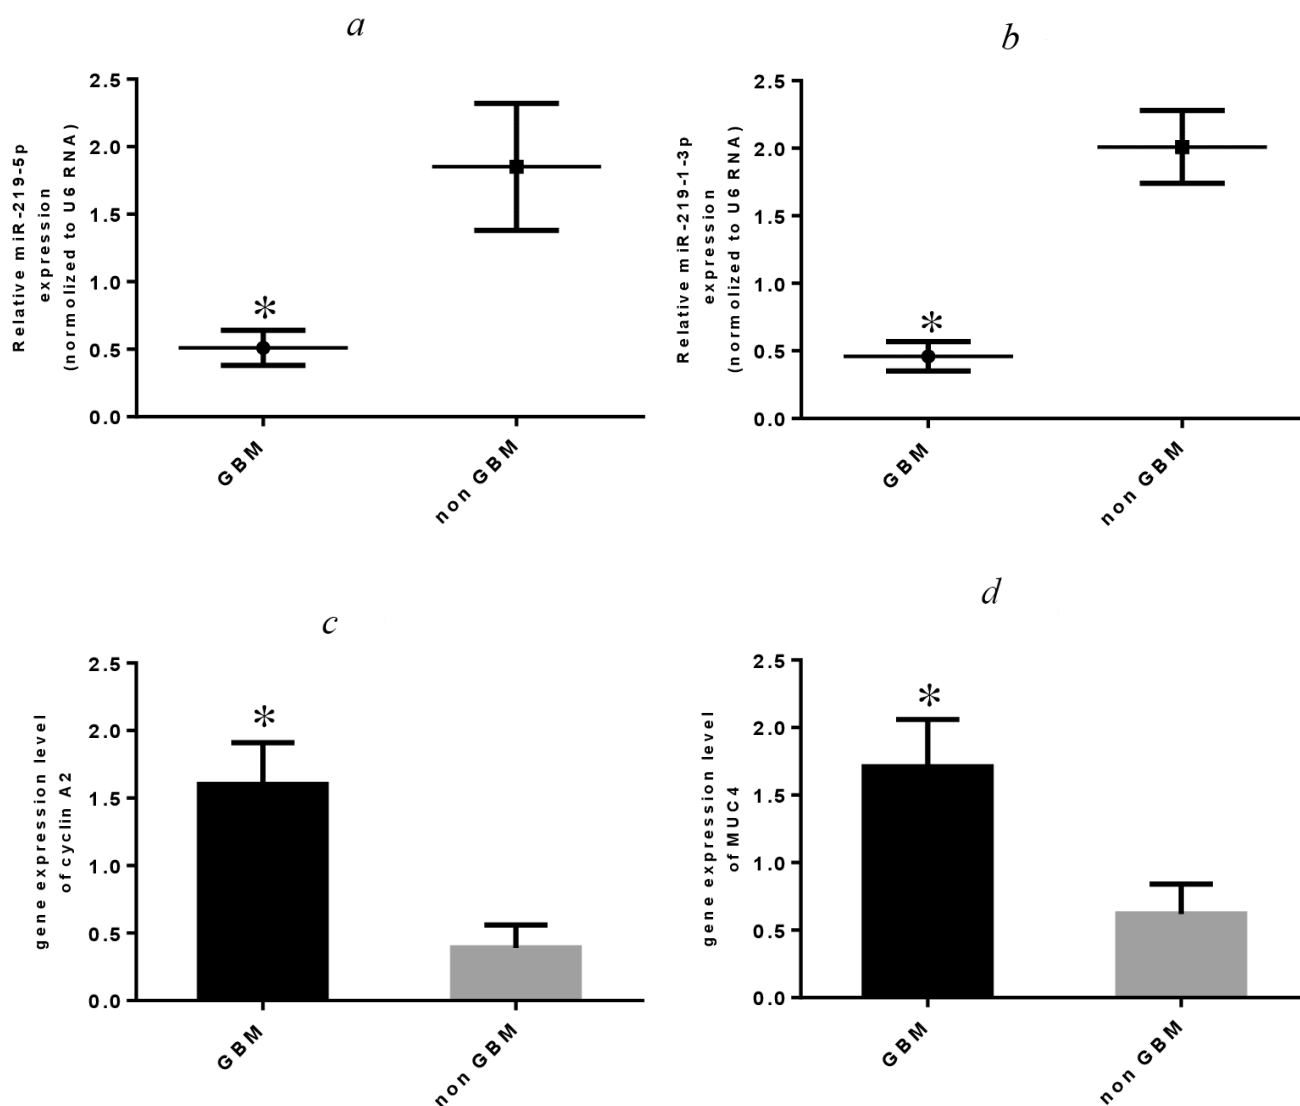 a
Relative miR-219-5p
expression
(normolized to U6 RNA)
2.5
2.0
1.5
1.0
0.5
0.0
*
GBM
non GBM
b
Relative miR-219-1-3p
expression
(normolized to U6 RNA)
2.5
2.0
1.5
1.0
0.5
0.0
*
GBM
non GBM
c
gene expression level
of cyclin A2
2.5
2.0
1.5
1.0
0.5
0.0
*
GBM
non GBM
d
gene expression level
of MUC4
2.5
2.0
1.5
1.0
0.5
0.0
*
GBM
non GBM